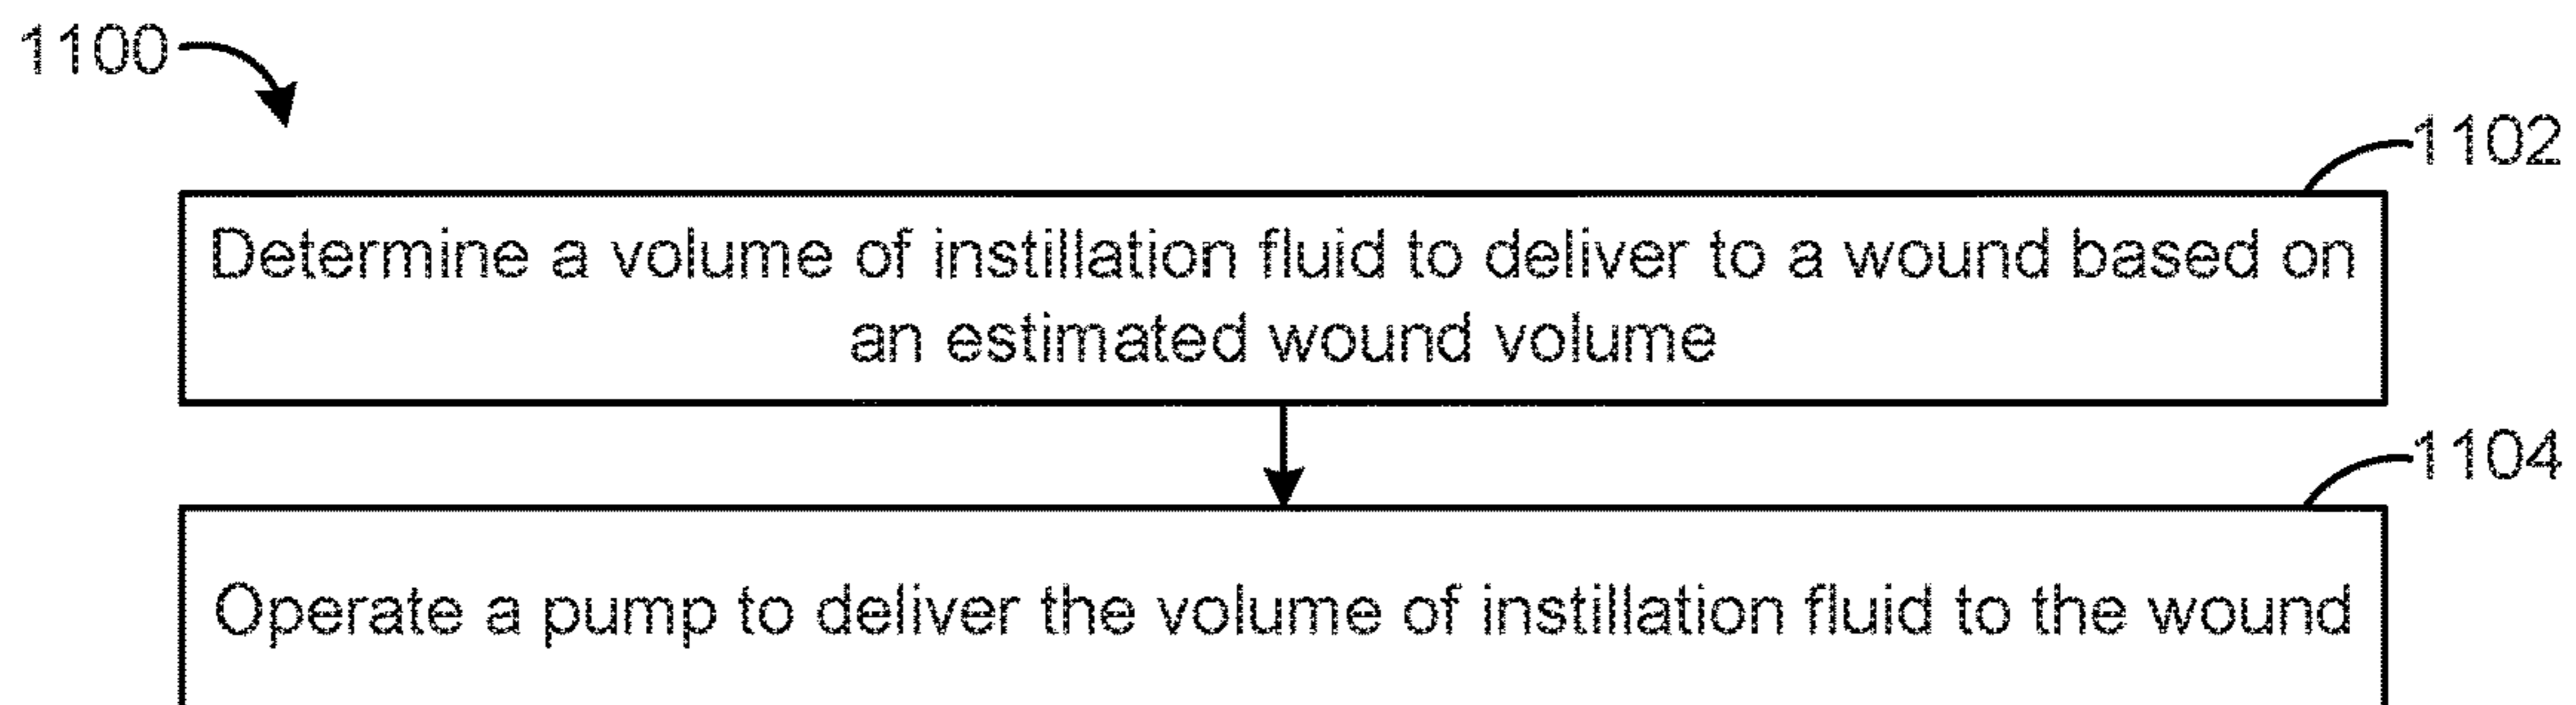 1100
1102
Determine a volume of instillation fluid to deliver to a wound based on
an estimated wound volume
1104
Operate a pump to deliver the volume of instillation fluid to the wound